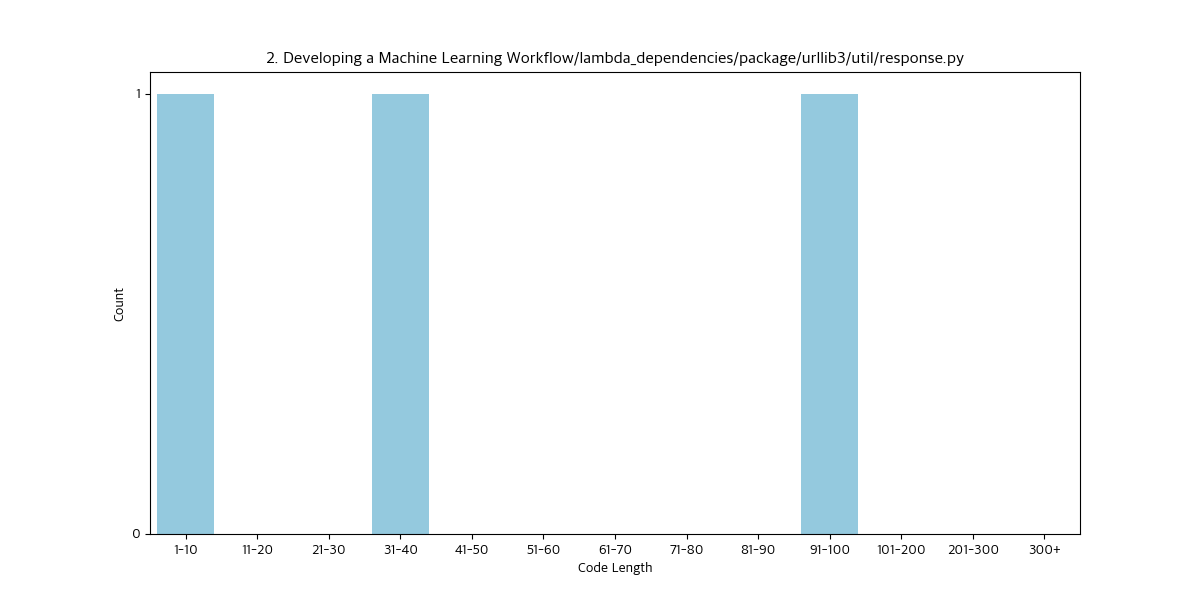 2. Developing a Machine Learning Workflow/lambda_dependencies/package/urllib3/util/response.py
1
Count
0
1-10 11-20 21-30 31-40 41-50 51-60 61-70 71-80 81-90 91-100 101-200 201-300 300+
Code Length